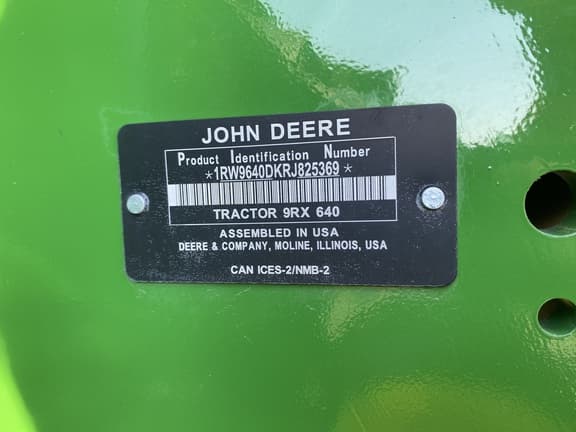 JOHN DEERE
Product Identification Number
*1RW9640DKRJ825369*
TRACTOR 9RX 640
ASSEMBLED IN USA
DEERE & COMPANY, MOLINE, ILLINOIS, USA
CAN ICES-2/NMB-2